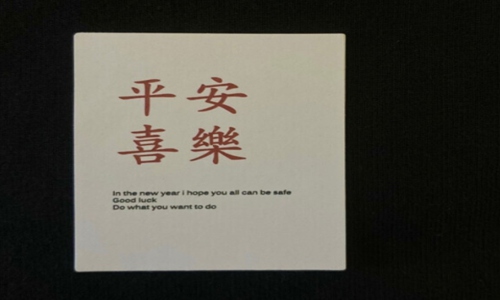 平安
喜樂
In the new year i hope you all can be safe
Good luck
Do what you want to do